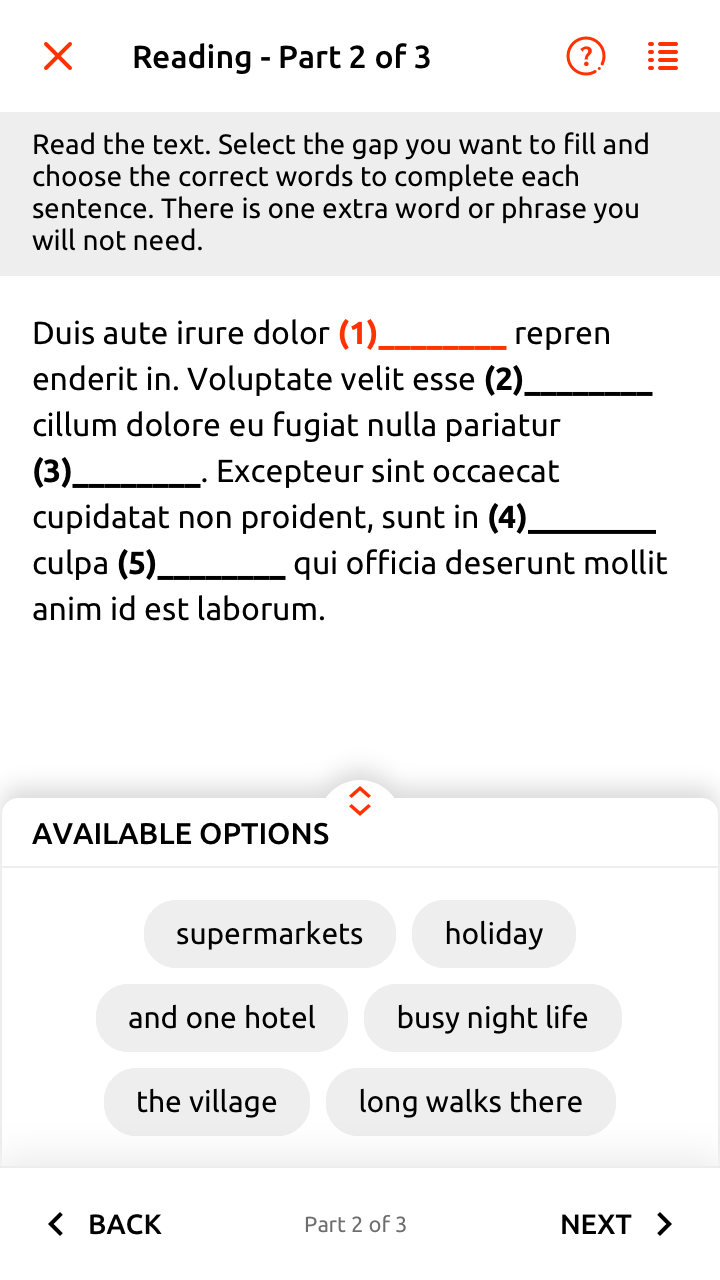 Reading - Part 2 of 3
?
Read the text. Select the gap you want to fill and
choose the correct words to complete each
sentence. There is one extra word or phrase you
will not need.
Duis aute irure dolor (1)________ repren
enderit in. Voluptate velit esse (2)________
cillum dolore eu fugiat nulla pariatur
(3)________. Excepteur sint occaecat
cupidatat non proident, sunt in (4)________
culpa (5)________ qui officia deserunt mollit
anim id est laborum.
AVAILABLE OPTIONS
supermarkets holiday
and one hotel busy night life
the village long walks there
BACK Part 2 of 3 NEXT